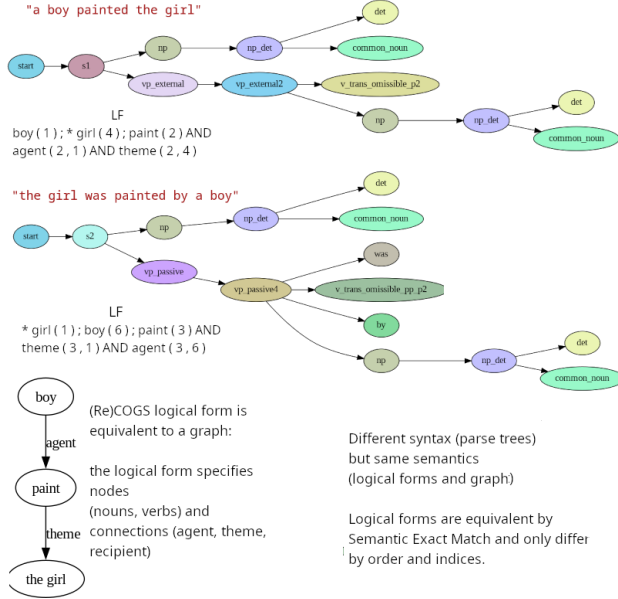 "a boy painted the girl"
start
s1
np
np_det
det
common_noun
vp_external
vp_external2
v_trans_omissible_p2
np
np_det
det
common_noun
LF
boy ( 1 ) ; * girl ( 4 ) ; paint ( 2 ) AND
agent ( 2 , 1 ) AND theme ( 2 , 4 )
"the girl was painted by a boy"
start
s2
np
np_det
det
common_noun
vp_passive
vp_passive4
was
v_trans_omissible_pp_p2
by
np
np_det
det
common_noun
LF
* girl ( 1 ) ; boy ( 6 ) ; paint ( 3 ) AND
theme ( 3 , 1 ) AND agent ( 3 , 6 )
boy
agent
paint
theme
the girl
(Re)COGS logical form is
equivalent to a graph:
the logical form specifies
nodes
(nouns, verbs) and
connections (agent, theme,
recipient)
Different syntax (parse trees)
but same semantics
(logical forms and graph)
Logical forms are equivalent by
Semantic Exact Match and only differ
by order and indices.